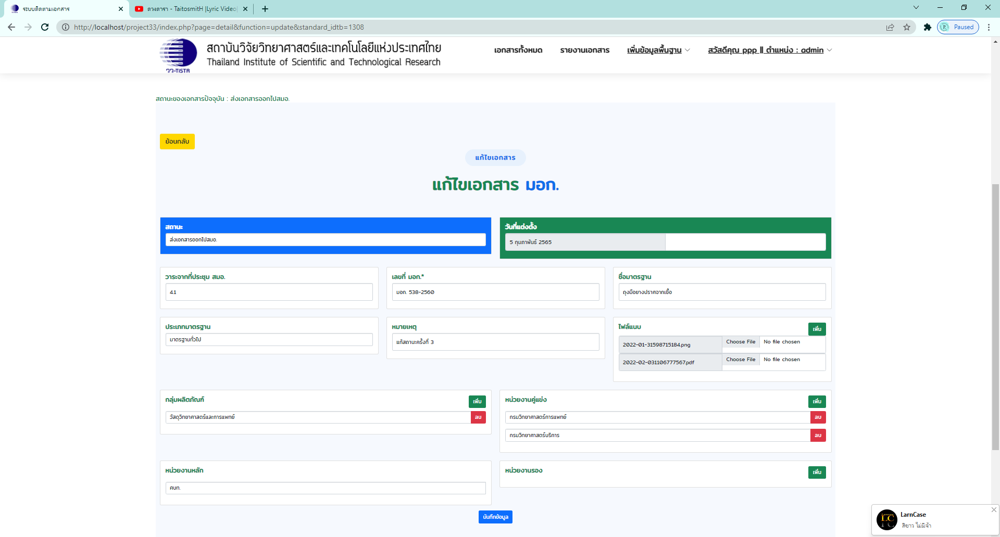 ระบบติดตามเอกสาร
ดวงดารา - TaitosmitH |Lyric Video|
http://localhost/project33/index.php?page=detail&function=update&standard_idtb=1308
Paused
วว.TISTR
สถาบันวิจัยวิทยาศาสตร์และเทคโนโลยีแห่งประเทศไทย
Thailand Institute of Scientific and Technological Research
เอกสารทั้งหมด
รายงานเอกสาร
เพิ่มข้อมูลพื้นฐาน
สวัสดีคุณ ppp || ตำแหน่ง : admin
สถานะของเอกสารปัจจุบัน : ส่งเอกสารออกไปสมอ.
ย้อนกลับ
แก้ไขเอกสาร
แก้ไขเอกสาร มอก.
สถานะ
ส่งเอกสารออกไปสมอ.
วันที่แต่งตั้ง
5 กุมภาพันธ์ 2565
วาระจากที่ประชุม สมอ.
4.1
เลขที่ มอก.*
มอก. 538-2560
ชื่อมาตรฐาน
ถุงมือยางปราศจากเชื้อ
ประเภทมาตรฐาน
มาตรฐานทั่วไป
หมายเหตุ
แก้สถานะครั้งที่ 3
ไฟล์แนบ
เพิ่ม
2022-01-31598715184.png
Choose File No file chosen
2022-02-031106777567.pdf
Choose File No file chosen
กลุ่มผลิตภัณฑ์
เพิ่ม
วัสดุวิทยาศาสตร์และการแพทย์
ลบ
หน่วยงานคู่แข่ง
เพิ่ม
กรมวิทยาศาสตร์การแพทย์
ลบ
กรมวิทยาศาสตร์บริการ
ลบ
หน่วยงานหลัก
ศบท.
หน่วยงานรอง
เพิ่ม
บันทึกข้อมูล
LarnCase
สีขาว ไม่มีจ้า